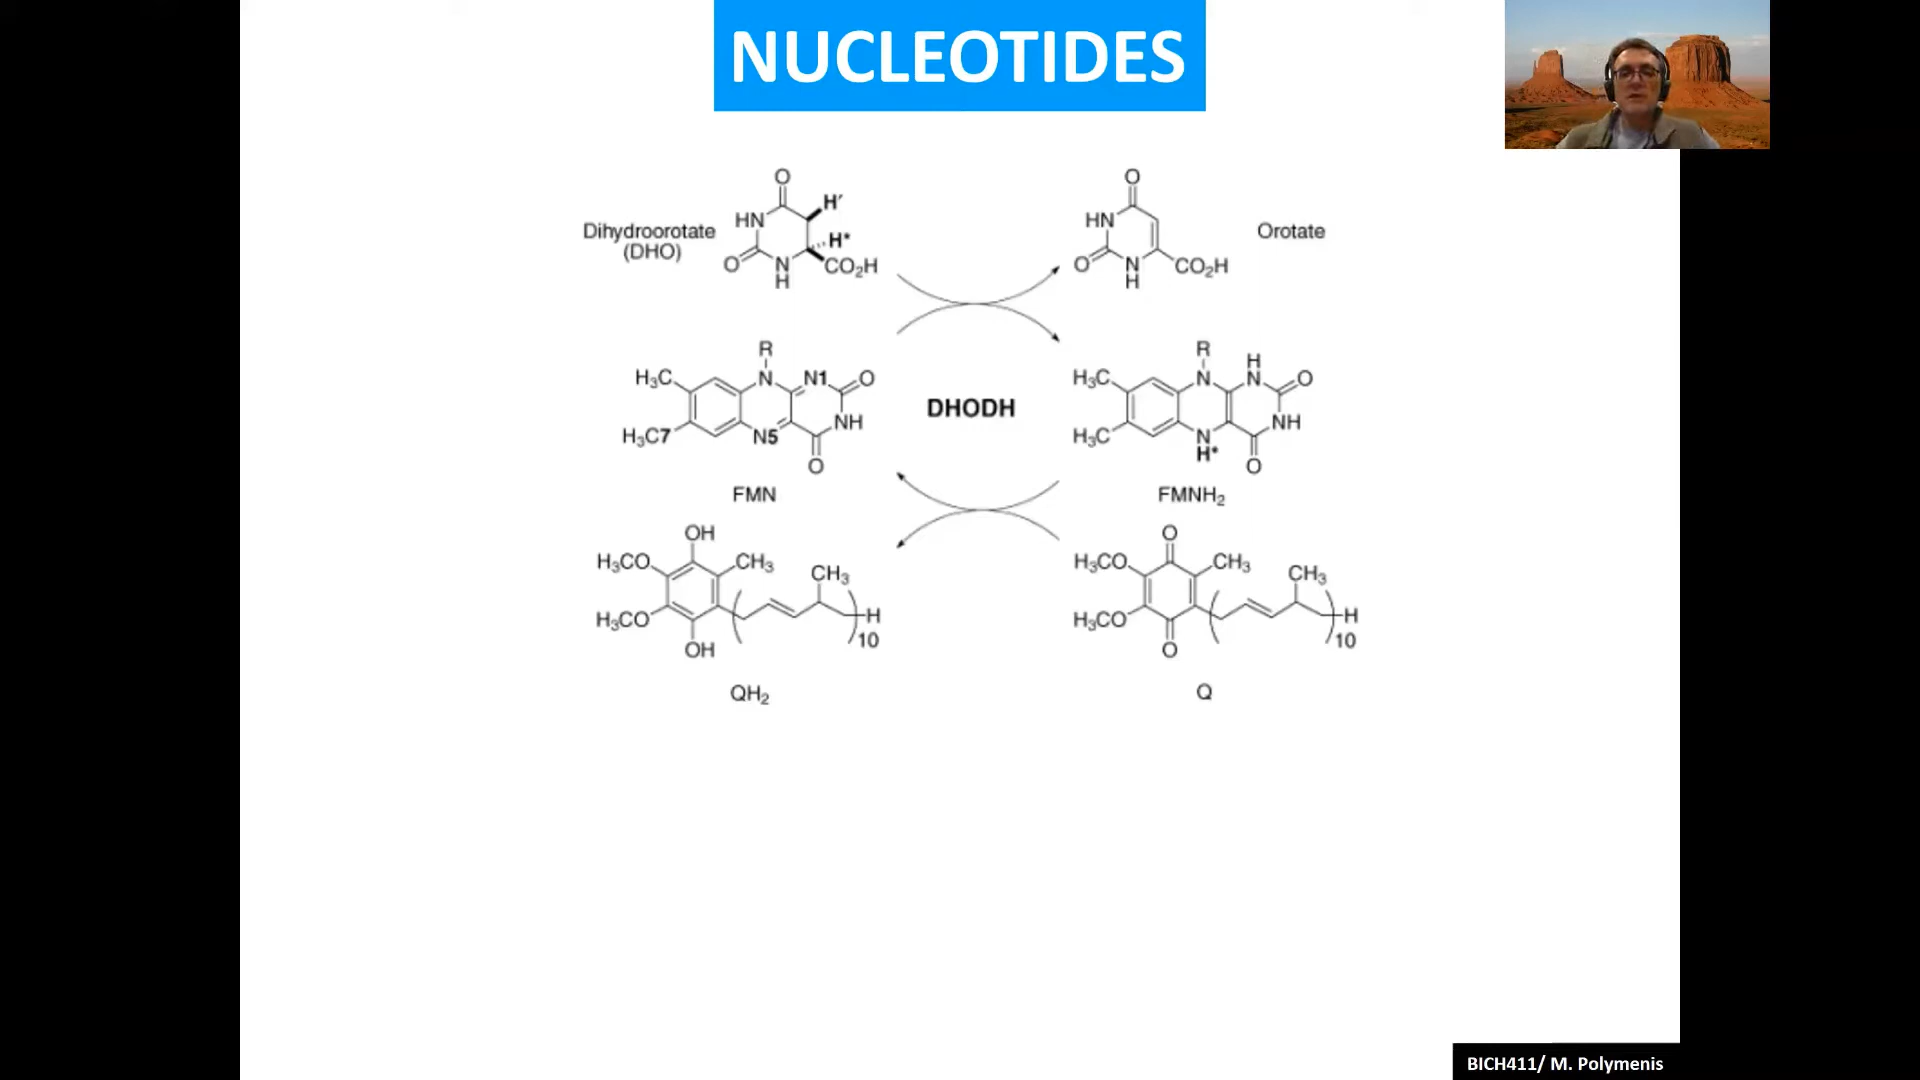 NUCLEOTIDES
O
H′
HN
H*
Dihydroorotate
(DHO)
O
N
H
CO₂H
O
HN
O
N
H
CO₂H
Orotate
R
H₃C
N
N1
O
H₃C7
N5
NH
O
FMN
DHODH
R
H
H₃C
N
N
O
H₃C
N
H*
NH
O
FMNH₂
OH
H₃CO
CH₃
CH₃
H₃CO
H
10
OH
QH₂
O
H₃CO
CH₃
CH₃
H₃CO
H
10
O
Q
BICH411/ M. Polymenis